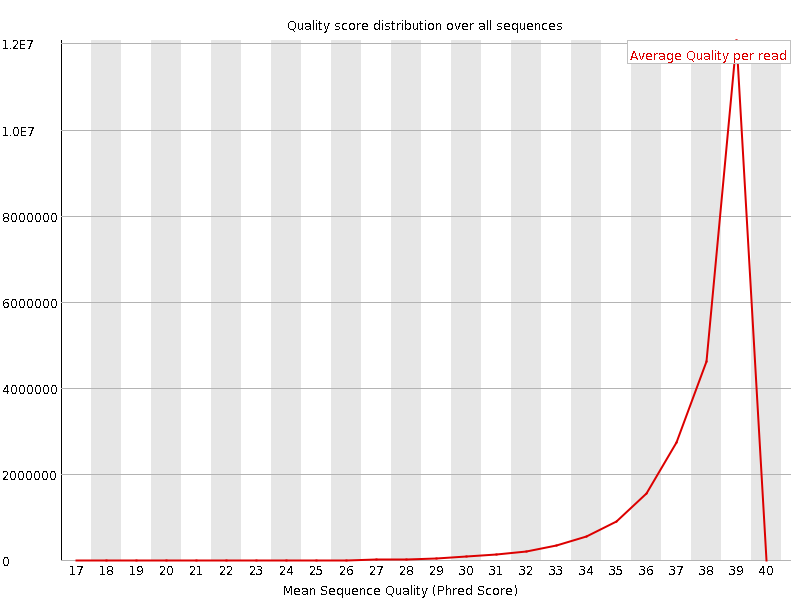 Quality score distribution over all sequences
1.2E7
Average Quality per read
1.0E7
8000000
6000000
4000000
2000000
0
17 18 19 20 21 22 23 24 25 26 27 28 29 30 31 32 33 34 35 36 37 38 39 40
Mean Sequence Quality (Phred Score)